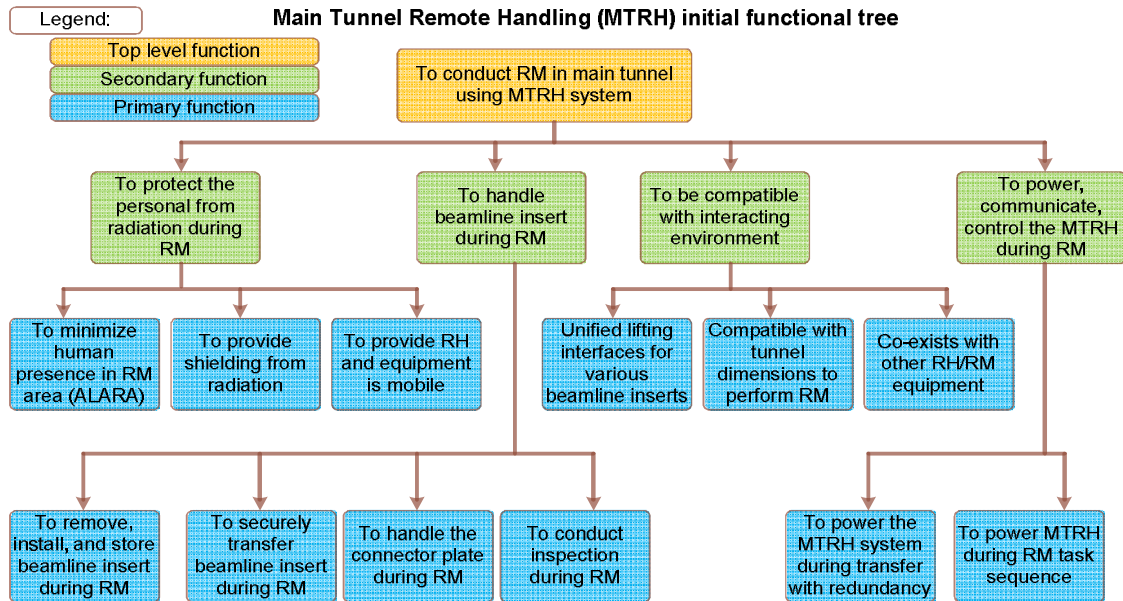 Legend:
Main Tunnel Remote Handling (MTRH) initial functional tree
Top level function
Secondary function
Primary function
To conduct RM in main tunnel
using MTRH system
To protect the
personal from
radiation during
RM
To handle
beamline insert
during RM
To be compatible
with interacting
environment
To power,
communicate,
control the MTRH
during RM
To minimize
human
presence in RM
area (ALARA)
To provide
shielding from
radiation
To provide RH
and equipment
is mobile
Unified lifting
interfaces for
various
beamline inserts
Compatible with
tunnel
dimensions to
perform RM
Co-exists with
other RH/RM
equipment
To remove,
install, and store
beamline insert
during RM
To securely
transfer
beamline insert
during RM
To handle the
connector plate
during RM
To conduct
inspection
during RM
To power the
MTRH system
during transfer
with redundancy
To power MTRH
during RM task
sequence